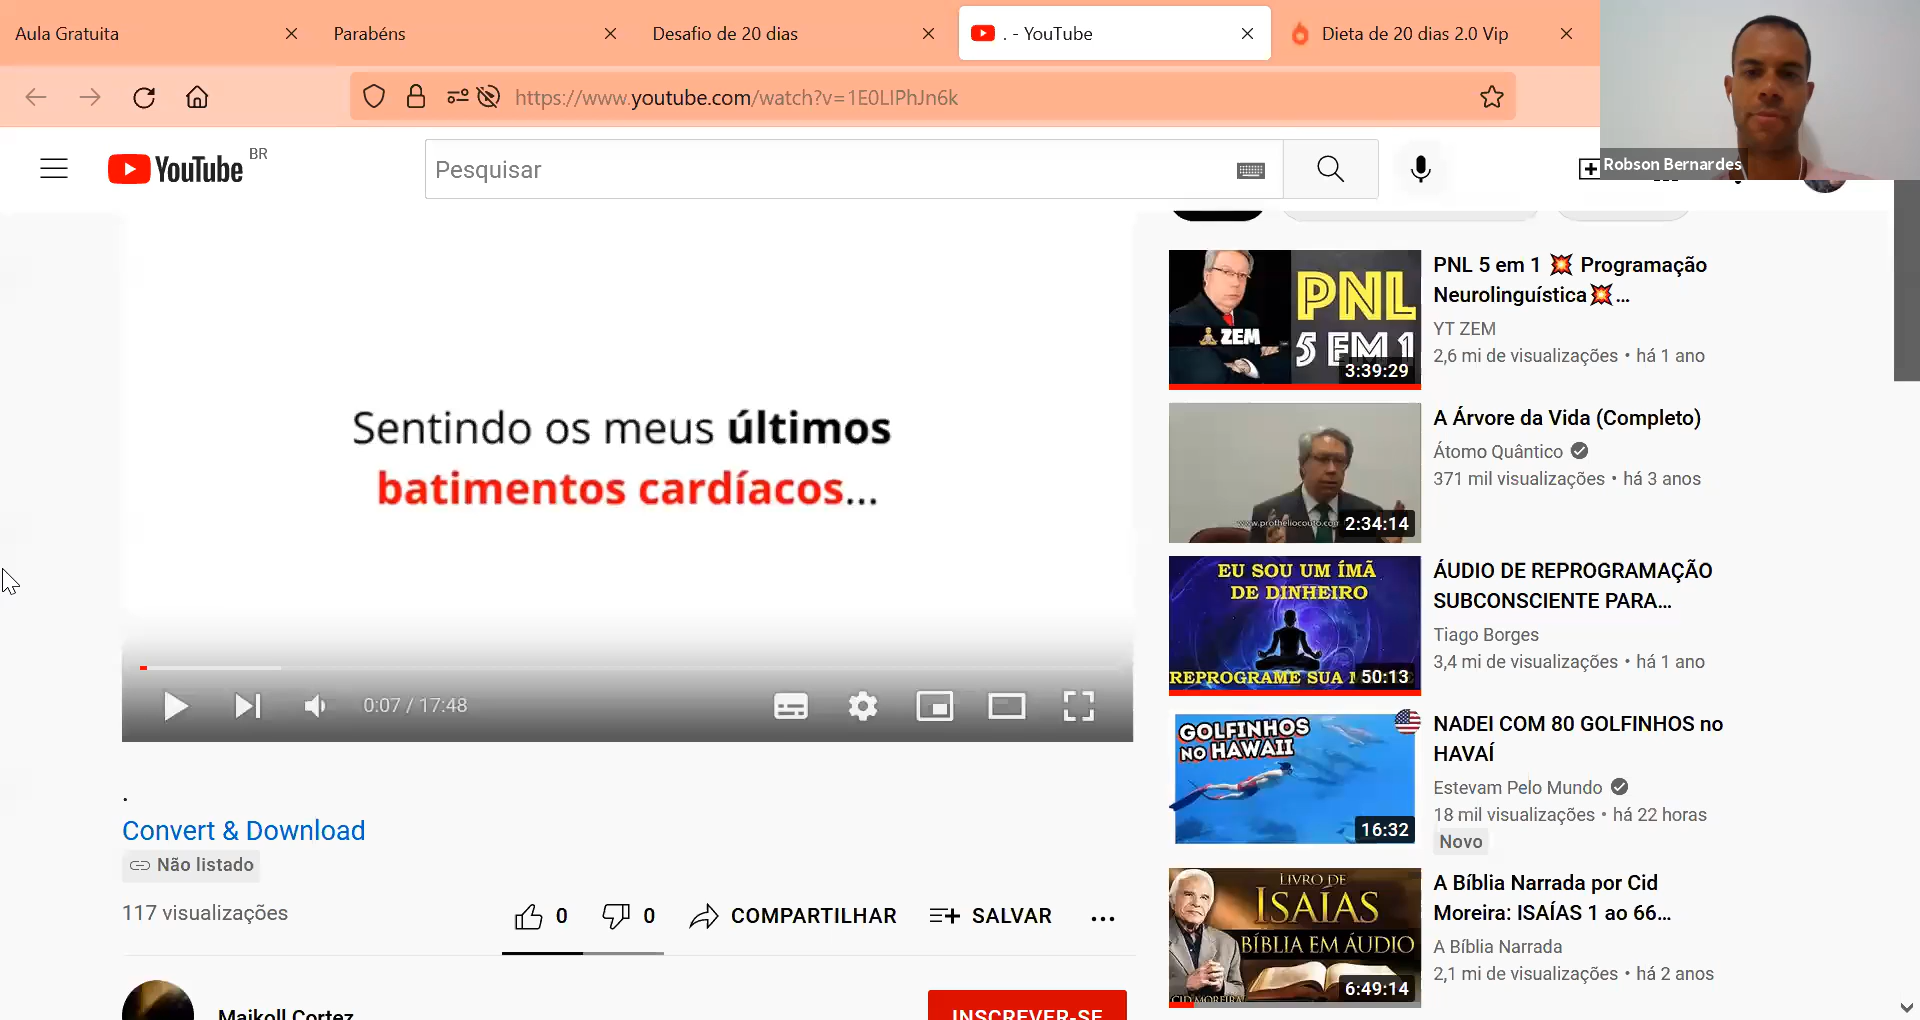 Aula Gratuita
Parabéns
Desafio de 20 dias
. - YouTube
Dieta de 20 dias 2.0 Vip
https://www.youtube.com/watch?v=1E0LIPhJn6k
Robson Bernardes
YouTube BR
Pesquisar
Sentindo os meus últimos
batimentos cardíacos...
0:07 / 17:48
.
Convert & Download
Não listado
117 visualizações
0
0
COMPARTILHAR
SALVAR
Maikoll Cortez
INSCREVER-SE
ZEM
PNL
5 EM 1
3:39:29
PNL 5 em 1 💥 Programação
Neurolinguística💥...
YT ZEM
2,6 mi de visualizações • há 1 ano
www.protheliocouto.com
2:34:14
A Árvore da Vida (Completo)
Átomo Quântico
371 mil visualizações • há 3 anos
EU SOU UM ÍMÃ
DE DINHEIRO
REPROGRAME SUA
50:13
ÁUDIO DE REPROGRAMAÇÃO
SUBCONSCIENTE PARA...
Tiago Borges
3,4 mi de visualizações • há 1 ano
GOLFINHOS
NO HAWAII
16:32
NADEI COM 80 GOLFINHOS no
HAVAÍ
Estevam Pelo Mundo
18 mil visualizações • há 22 horas
Novo
LIVRO DE
ISAÍAS
BÍBLIA EM ÁUDIO
CID MOREIRA
6:49:14
A Bíblia Narrada por Cid
Moreira: ISAÍAS 1 ao 66...
A Bíblia Narrada
2,1 mi de visualizações • há 2 anos